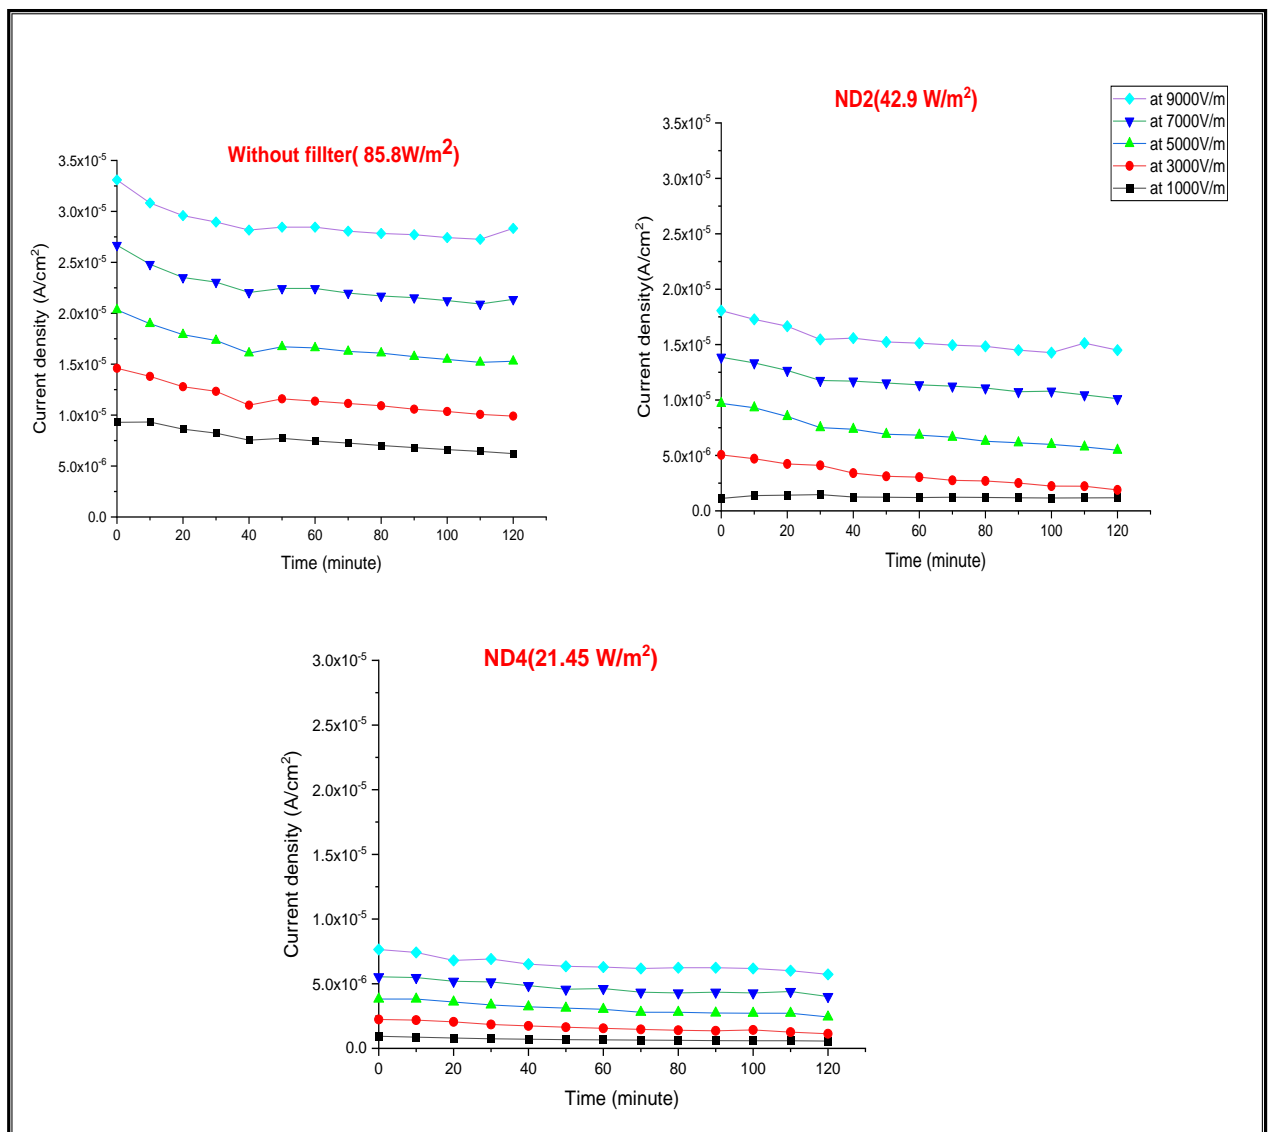 Without fillter( 85.8W/m²)
3.5x10⁻⁵
3.0x10⁻⁵
2.5x10⁻⁵
2.0x10⁻⁵
1.5x10⁻⁵
1.0x10⁻⁵
5.0x10⁻⁶
0.0
Current density (A/cm²)
0 20 40 60 80 100 120
Time (minute)
ND2(42.9 W/m²)
3.5x10⁻⁵
3.0x10⁻⁵
2.5x10⁻⁵
2.0x10⁻⁵
1.5x10⁻⁵
1.0x10⁻⁵
5.0x10⁻⁶
0.0
Current density(A/cm²)
0 20 40 60 80 100 120
Time (minute)
at 9000V/m
at 7000V/m
at 5000V/m
at 3000V/m
at 1000V/m
ND4(21.45 W/m²)
3.0x10⁻⁵
2.5x10⁻⁵
2.0x10⁻⁵
1.5x10⁻⁵
1.0x10⁻⁵
5.0x10⁻⁶
0.0
Current density (A/cm²)
0 20 40 60 80 100 120
Time (minute)